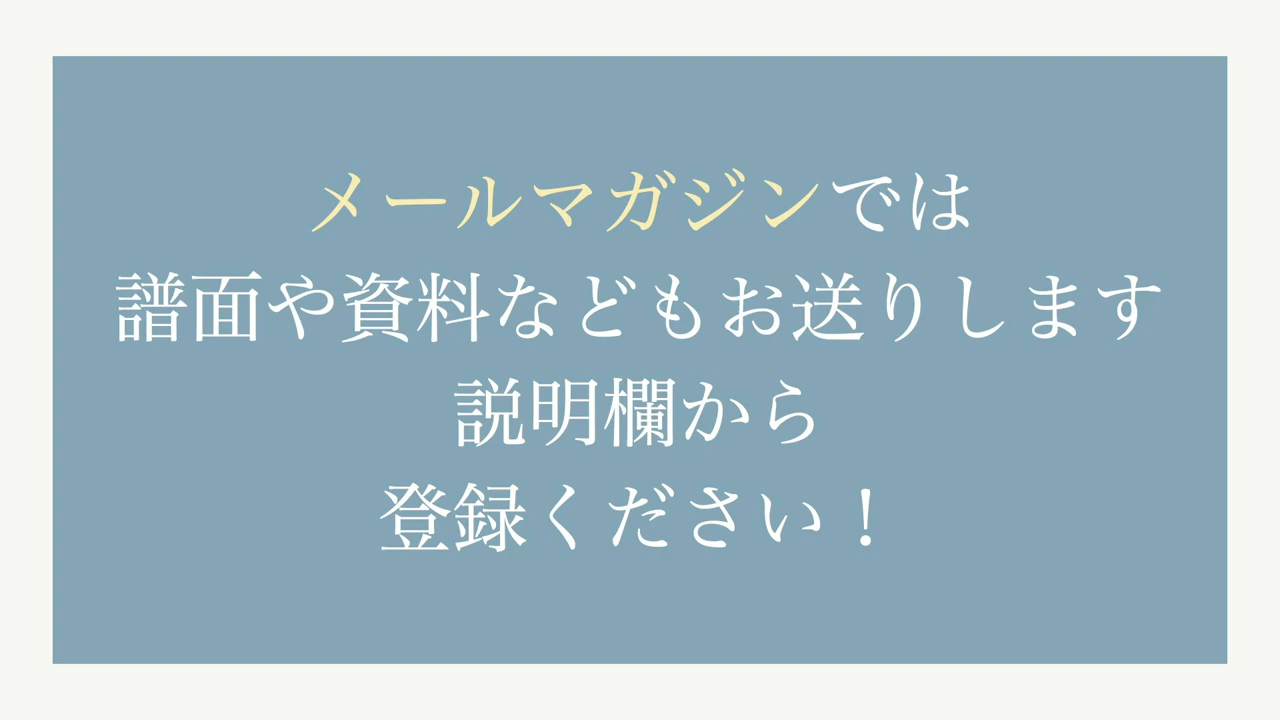 メールマガジンでは
譜面や資料などもお送りします
説明欄から
登録ください！